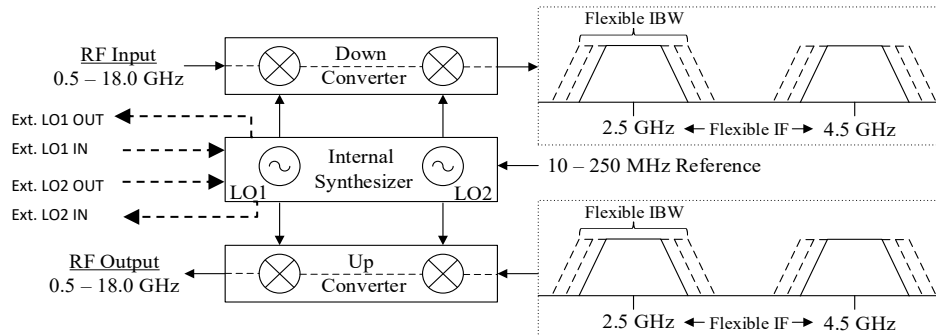 Flexible IBW
RF Input
0.5 – 18.0 GHz
Down
Converter
2.5 GHz
Flexible IF
4.5 GHz
Ext. LO1 OUT
Ext. LO1 IN
Ext. LO2 OUT
Ext. LO2 IN
Internal
Synthesizer
LO1
LO2
10 – 250 MHz Reference
Flexible IBW
RF Output
0.5 – 18.0 GHz
Up
Converter
2.5 GHz
Flexible IF
4.5 GHz